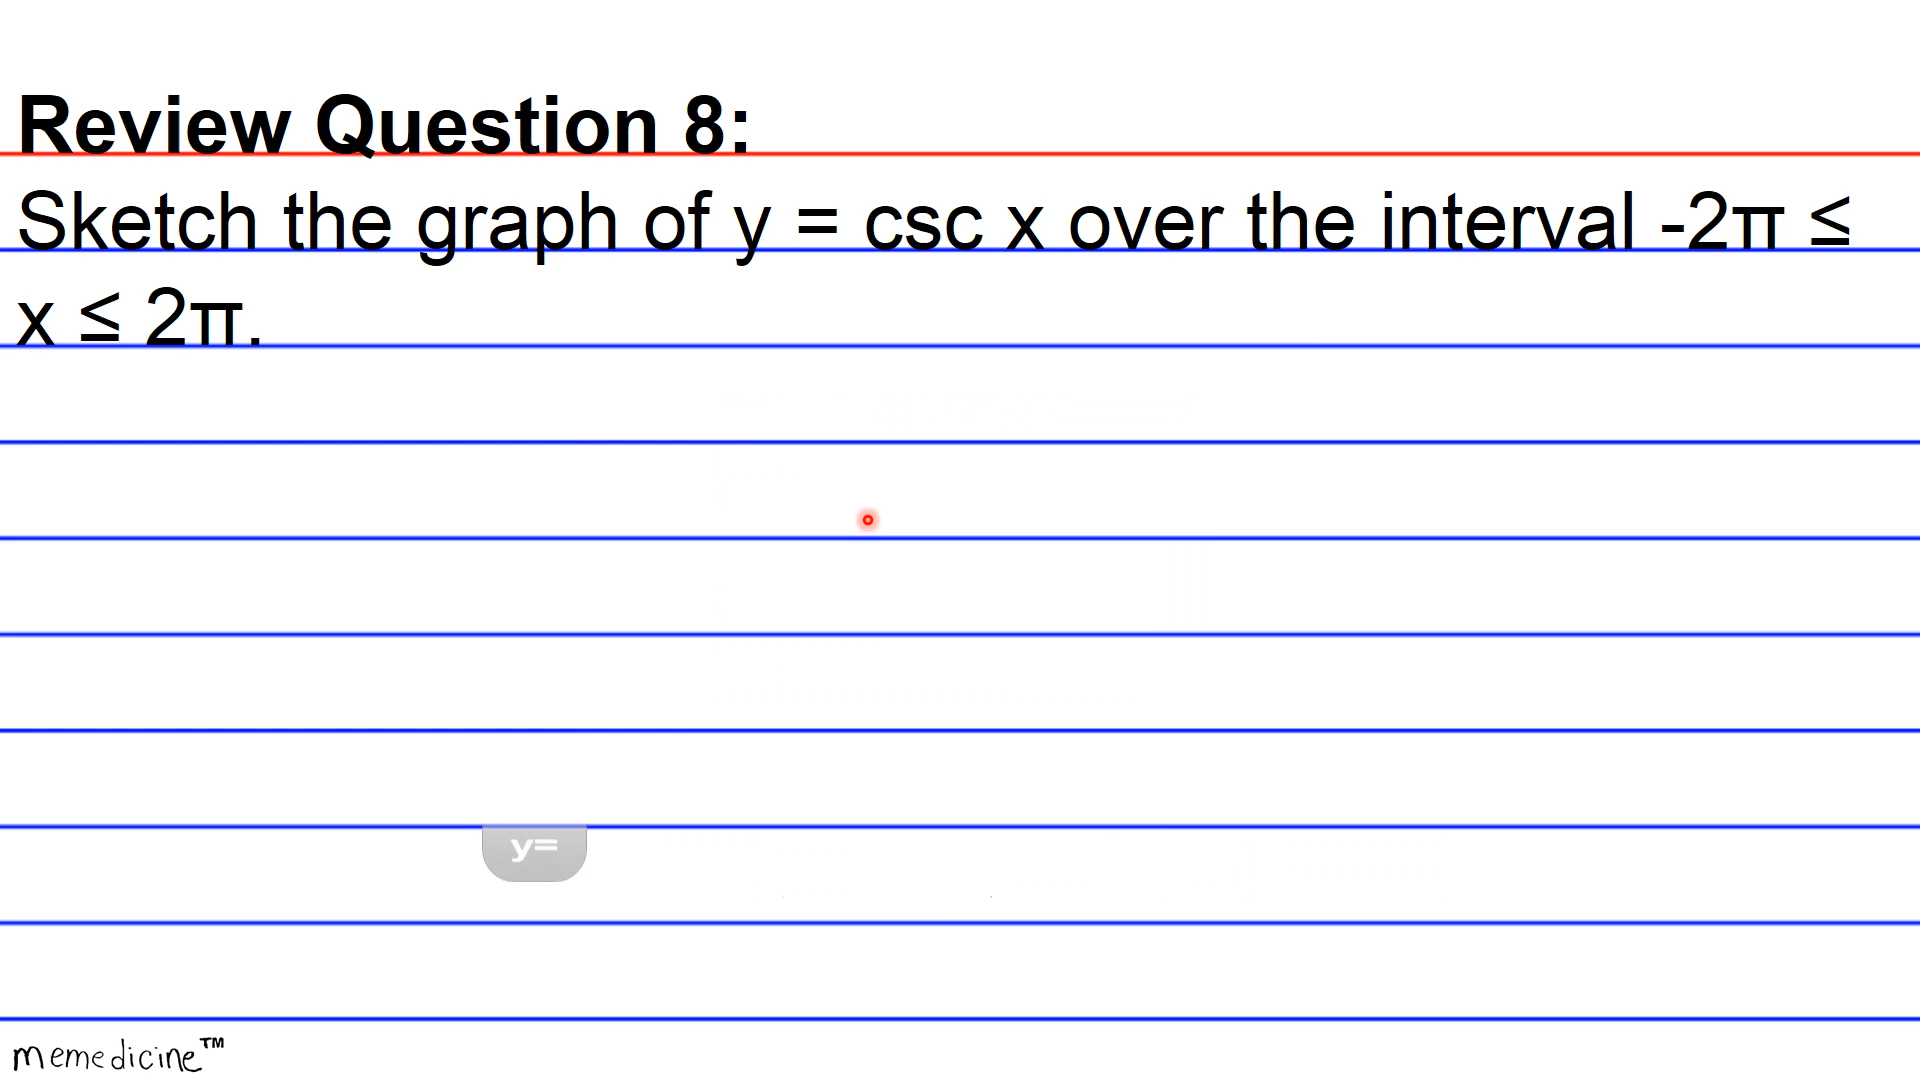 Review Question 8:
Sketch the graph of y = csc x over the interval -2π ≤
x ≤ 2π.
y=
memedicine™